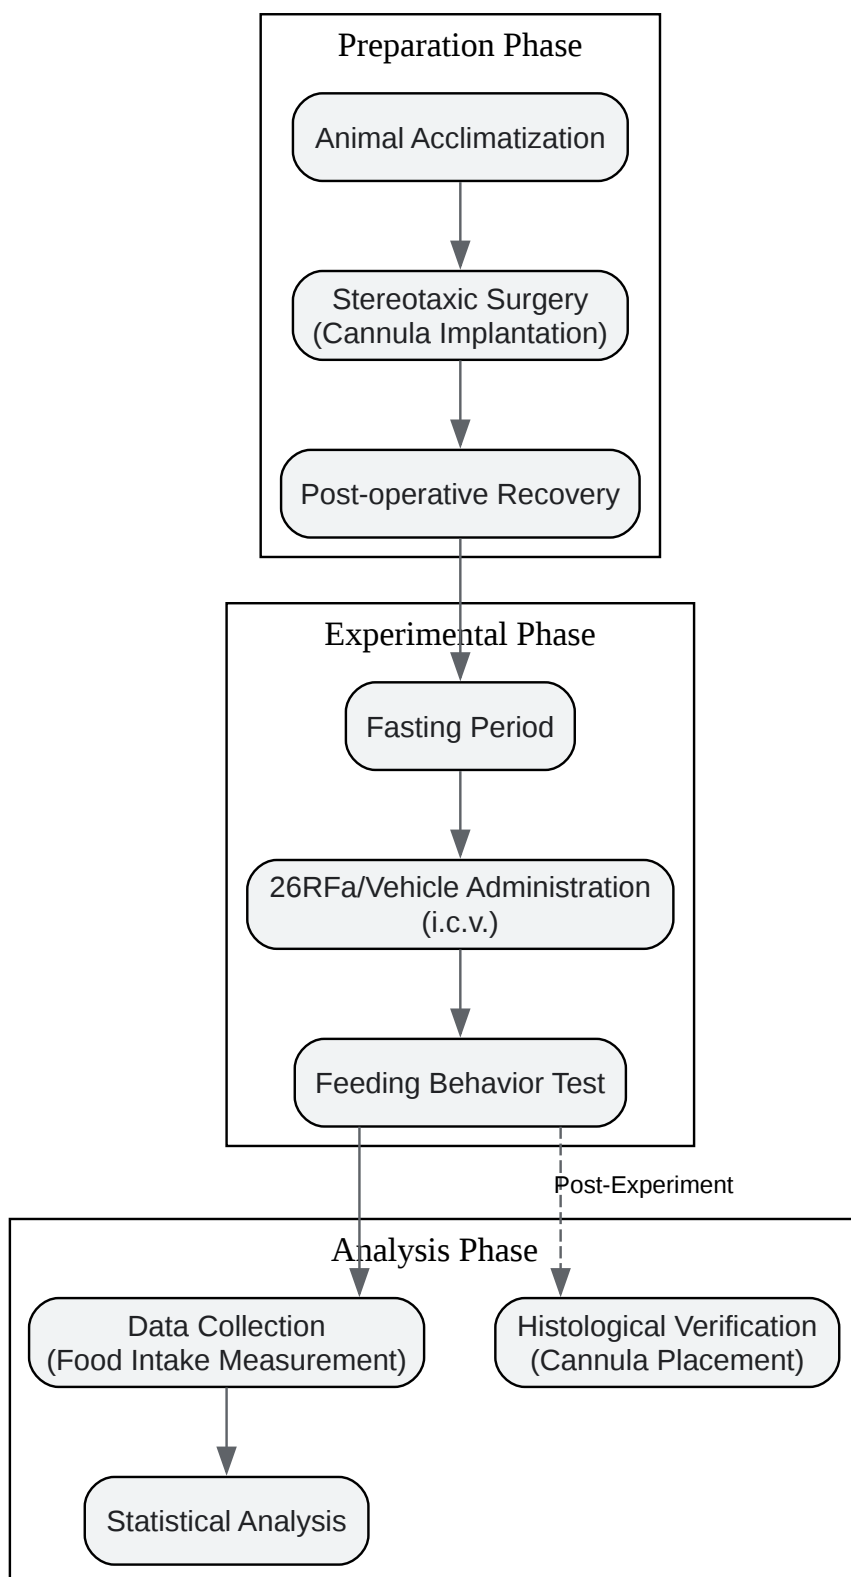 Preparation Phase
Animal Acclimatization
Stereotaxic Surgery
(Cannula Implantation)
Post-operative Recovery
Experimental Phase
Fasting Period
26RFa/Vehicle Administration
(i.c.v.)
Feeding Behavior Test
Post-Experiment
Analysis Phase
Data Collection
(Food Intake Measurement)
Histological Verification
(Cannula Placement)
Statistical Analysis